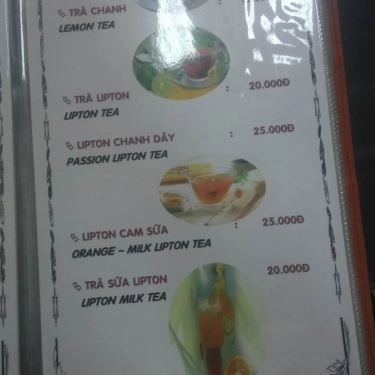 TRÀ CHANH
LEMON TEA
TRÀ LIPTON : 20.000Đ
LIPTON TEA
LIPTON CHANH DÂY : 25.000Đ
PASSION LIPTON TEA
LIPTON CAM SỮA : 25.000Đ
ORANGE – MILK LIPTON TEA
TRÀ SỮA LIPTON : 20.000Đ
LIPTON MILK TEA